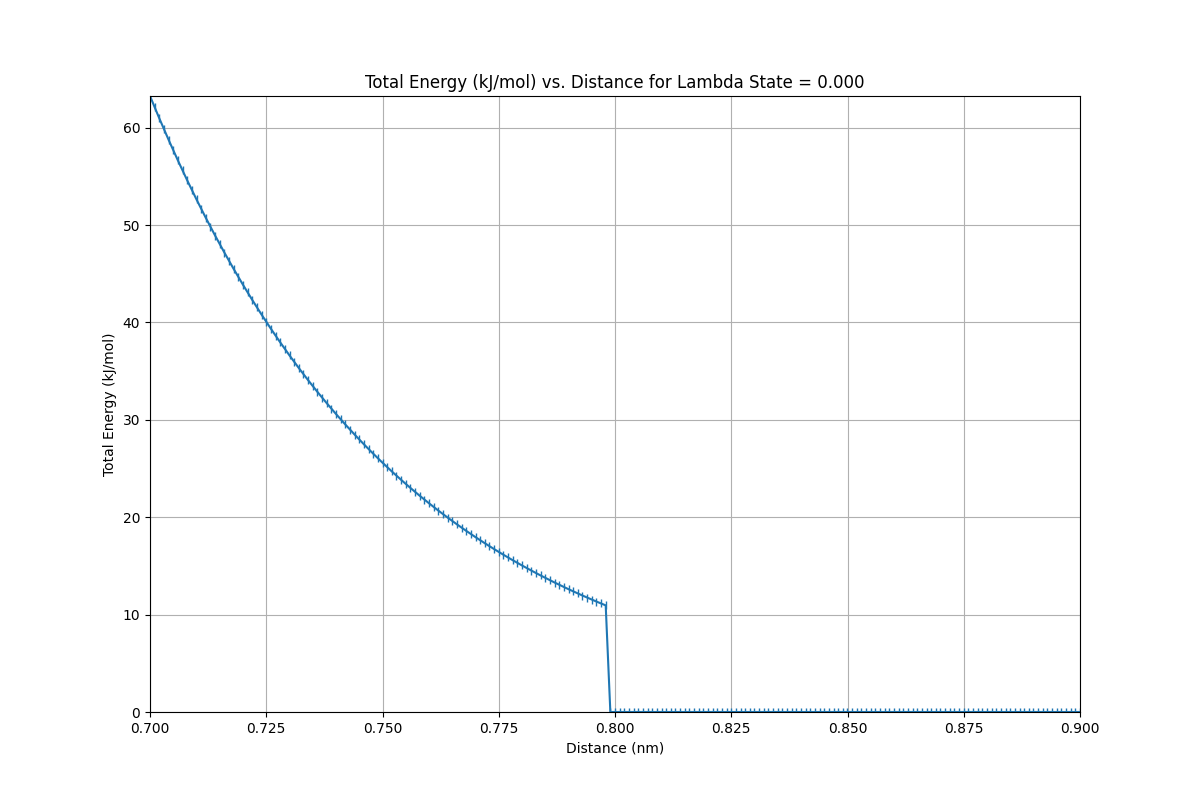 Total Energy (kJ/mol) vs. Distance for Lambda State = 0.000
60
50
40
30
20
10
0
Total Energy (kJ/mol)
0.700 0.725 0.750 0.775 0.800 0.825 0.850 0.875 0.900
Distance (nm)